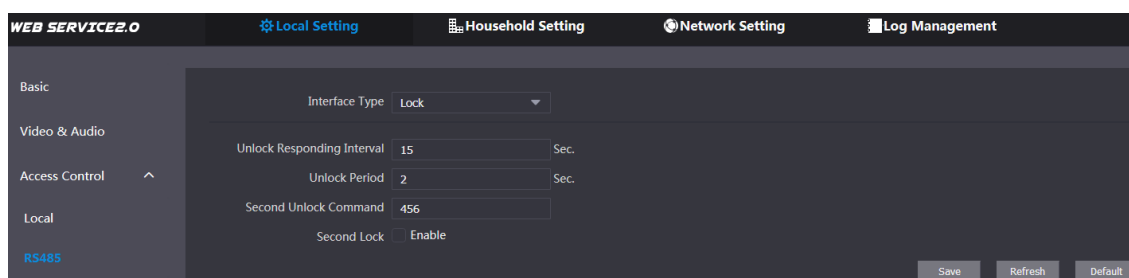 WEB SERVICE2.0 Local Setting Household Setting Network Setting Log Management
Basic
Interface Type Lock
Video & Audio
Unlock Responding Interval 15 Sec.
Access Control Unlock Period 2 Sec.
Second Unlock Command 456
Local
Second Lock Enable
RS485
Save Refresh Default